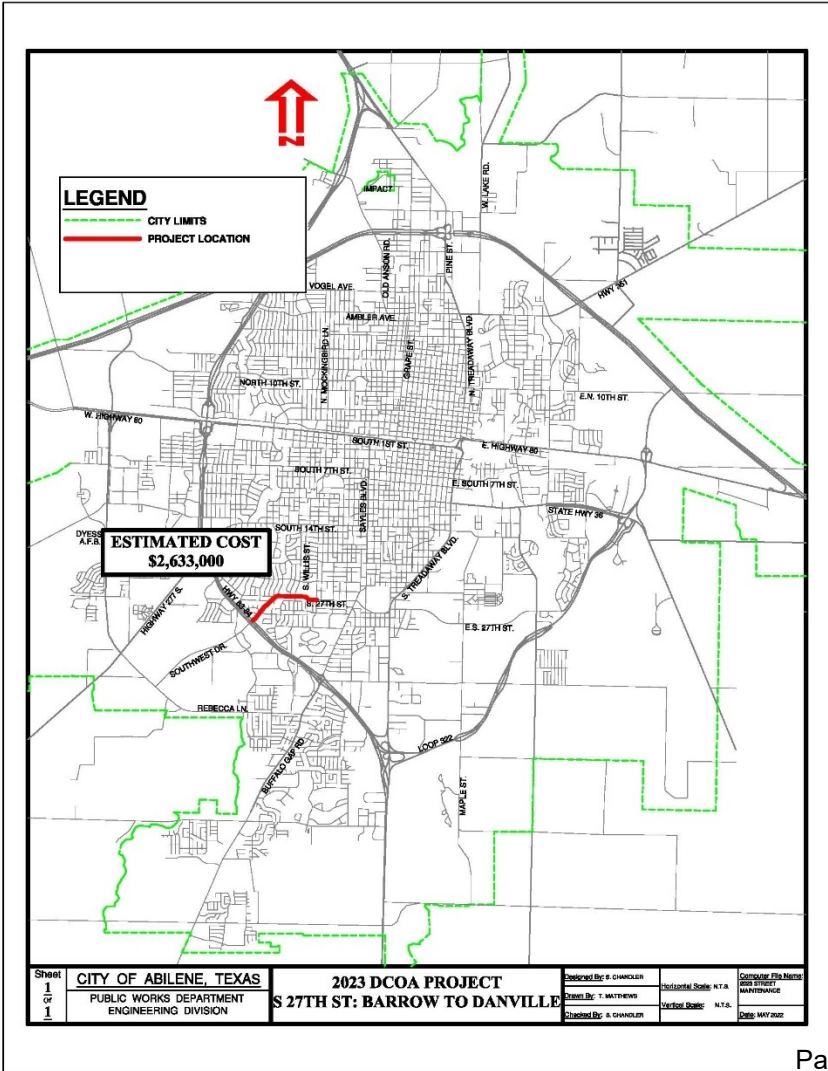 N
LEGEND
CITY LIMITS
PROJECT LOCATION
IMPACT
W. LAKE RD.
OLD ANSON RD.
PINE ST.
HWY 351
VOGEL AVE.
AMBLER AVE.
N. MOCKINGBIRD LN.
GRAPE ST.
N. TREADAWAY BLVD.
NORTH 10TH ST.
E.N. 10TH ST.
W. HIGHWAY 80
SOUTH 1ST ST.
E. HIGHWAY 80
SOUTH 7TH ST.
E. SOUTH 7TH ST.
SAYLES BLVD.
STATE HWY 36
SOUTH 14TH ST.
DYESS
A.F.B.
ESTIMATED COST
$2,633,000
S. WILLIS ST.
S. TREADAWAY BLVD.
HIGHWAY 277 S.
HWY 83-84
S. 27TH ST.
E.S. 27TH ST.
SOUTHWEST DR.
REBECCA LN.
BUFFALO GAP RD.
LOOP 322
MAPLE ST.
Sheet
1
OF
1
CITY OF ABILENE, TEXAS
PUBLIC WORKS DEPARTMENT
ENGINEERING DIVISION
2023 DCOA PROJECT
S 27TH ST: BARROW TO DANVILLE
Designed By: S. CHANDLER
Drawn By: T. MATTHEWS
Checked By: S. CHANDLER
Horizontal Scale: N.T.S.
Vertical Scale: N.T.S.
Computer File Name:
2023 STREET
MAINTENANCE
Date: MAY 2022
Pa